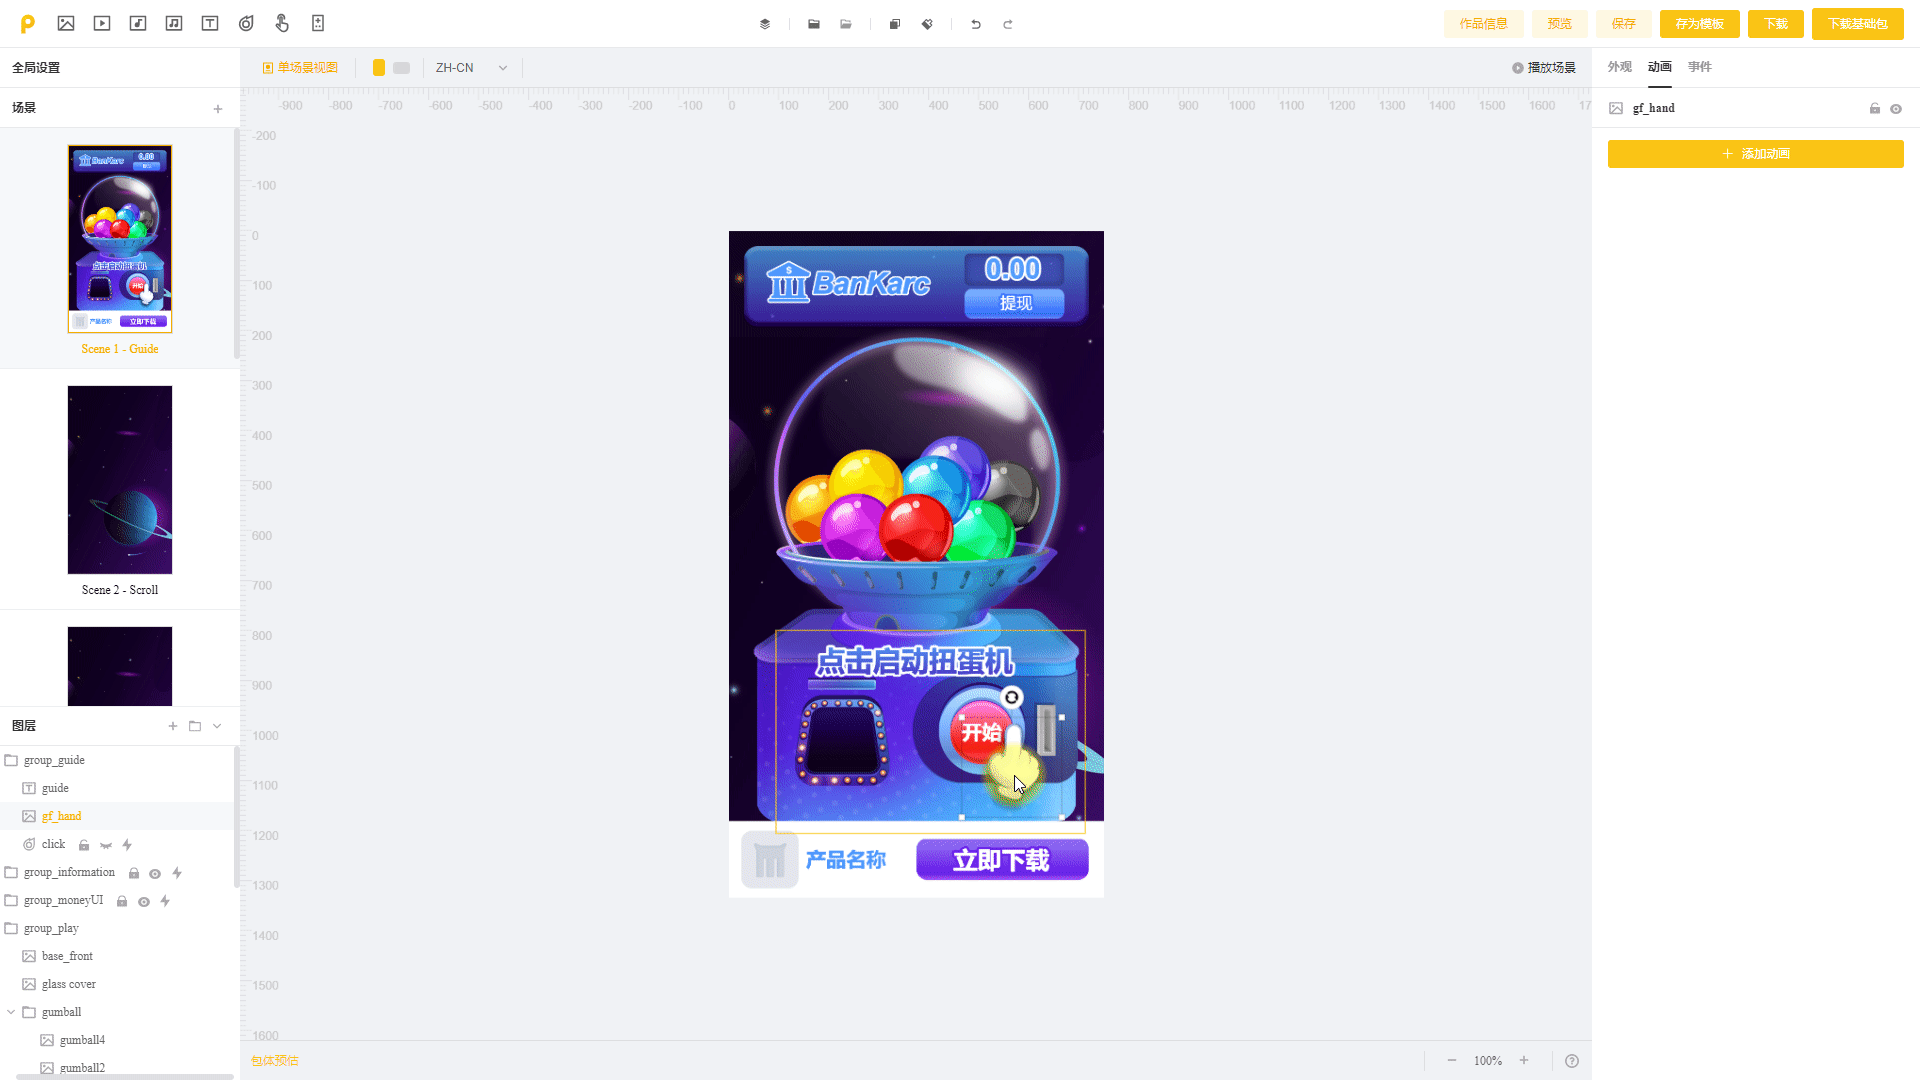 作品信息
预览
保存
存为模板
下载
下载基础包
全局设置
单场景视图
ZH-CN
播放场景
外观 动画 事件
场景
-900 -800 -700 -600 -500 -400 -300 -200 -100 0 100 200 300 400 500 600 700 800 900 1000 1100 1200 1300 1400 1500 1600 17
gf_hand
添加动画
-200
-100
0
100
200
300
400
500
600
700
800
900
1000
1100
1200
1300
1400
1500
1600
BanKarc
0.00
提现
点击启动扭蛋机
开始
产品名称
立即下载
BanKarc
0.00
点击启动扭蛋机
开始
产品名称
立即下载
Scene 1 - Guide
Scene 2 - Scroll
图层
group_guide
guide
gf_hand
click
group_information
group_moneyUI
group_play
base_front
glass cover
gumball
gumball4
gumball2
包体预估
100%